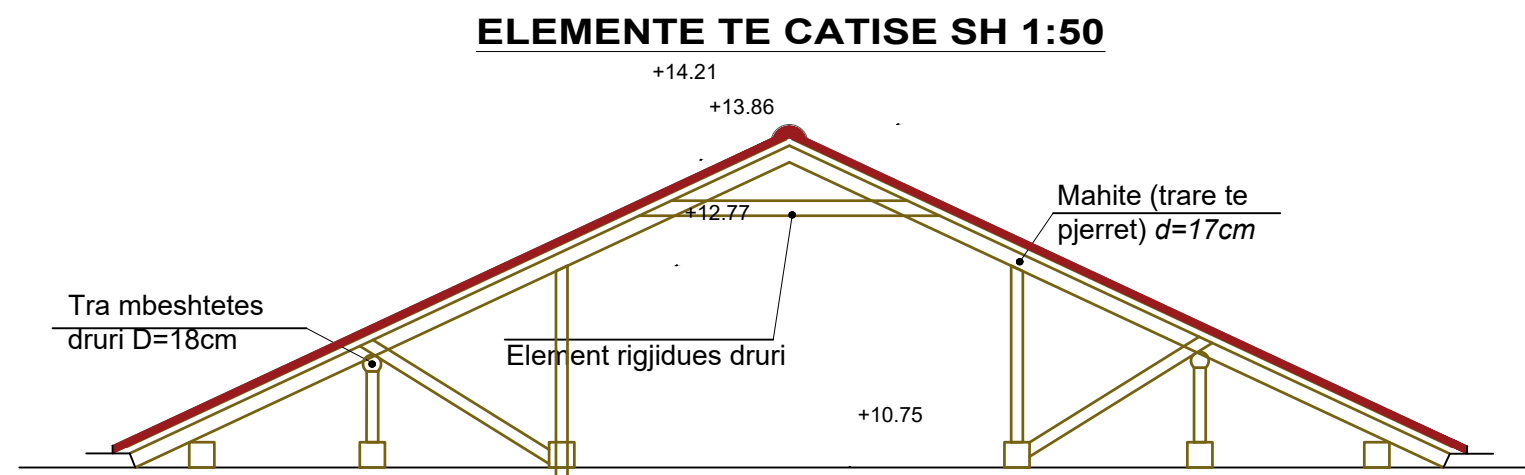 ELEMENTE TE CATISE SH 1:50
+14.21
+13.86
Mahite (trare te
pjerret) d=17cm
+12.77
Tra mbeshtetes
druri D=18cm
Element rigjidues druri
+10.75